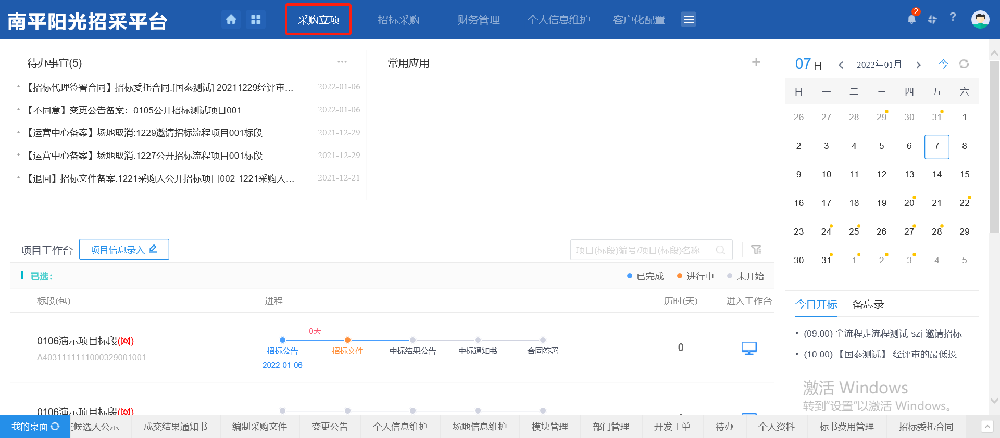 南平阳光招采平台
采购立项
招标采购
财务管理
个人信息维护
客户化配置
2
?
待办事宜(5)
【招标代理签署合同】招标委托合同:[国泰测试]-20211229经评审... 2022-01-06
【不同意】变更公告备案：0105公开招标测试项目001 2022-01-06
【运营中心备案】场地取消:1229邀请招标流程项目001标段 2021-12-29
【运营中心备案】场地取消:1227公开招标流程项目001标段 2021-12-29
【退回】招标文件备案:1221采购人公开招标项目002-1221采购人... 2021-12-21
常用应用
07日
2022年01月
今
日 一 二 三 四 五 六
26 27 28 29 30 31 1
2 3 4 5 6 7 8
9 10 11 12 13 14 15
16 17 18 19 20 21 22
23 24 25 26 27 28 29
30 31 1 2 3 4 5
项目工作台
项目信息录入
项目(标段)编号/项目(标段)名称
已选：
已完成 进行中 未开始
标段(包) 进程 历时(天) 进入工作台
0106演示项目标段(网)
A4031111111000329001001
0天
招标公告 招标文件 中标结果公告 中标通知书 合同签署
2022-01-06
0
0106演示项目标段(网)
今日开标 备忘录
(09:00) 全流程走流程测试-szj-邀请招标
(10:00) 【国泰测试】-经评审的最低投...
激活 Windows
转到“设置”以激活 Windows。
我的桌面 候选人公示 成交结果通知书 编制采购文件 变更公告 个人信息维护 场地信息维护 模块管理 部门管理 开发工单 待办 个人资料 标书费用管理 招标委托合同